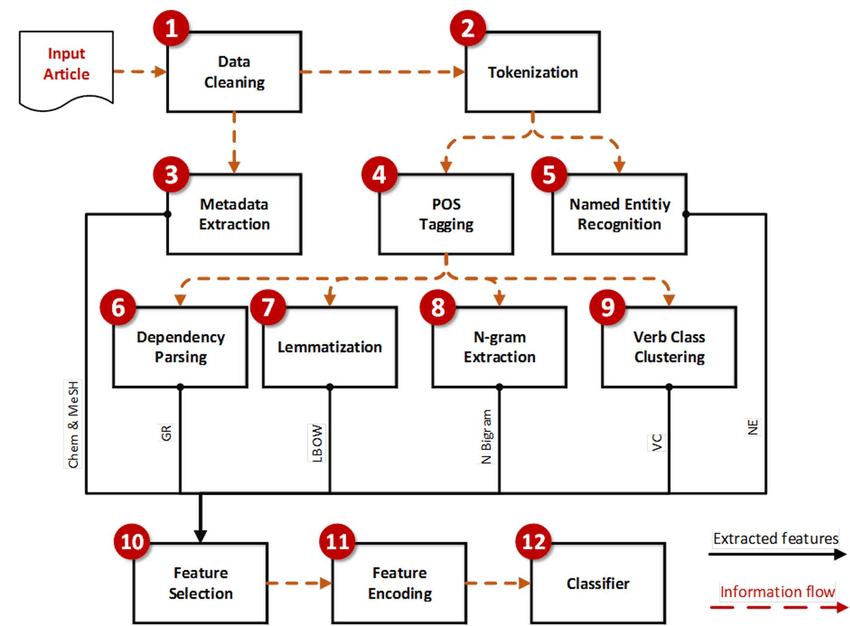 Input
Article
1
Data
Cleaning
2
Tokenization
3
Metadata
Extraction
4
POS
Tagging
5
Named Entitiy
Recognition
6
Dependency
Parsing
7
Lemmatization
8
N-gram
Extraction
9
Verb Class
Clustering
Chem & MeSH
GR
LBOW
N Bigram
VC
NE
10
Feature
Selection
11
Feature
Encoding
12
Classifier
Extracted features
Information flow